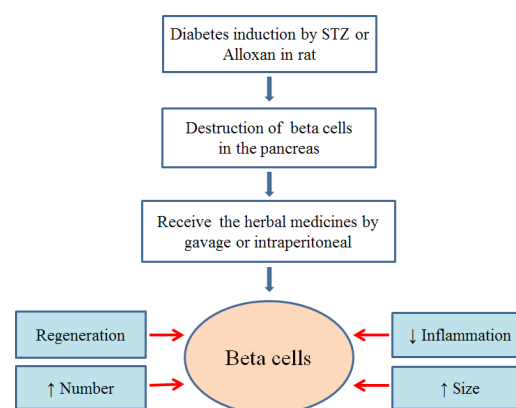 Diabetes induction by STZ or
Alloxan in rat
Destruction of beta cells
in the pancreas
Receive the herbal medicines by
gavage or intraperitoneal
Regeneration
↓ Inflammation
Beta cells
↑ Number
↑ Size